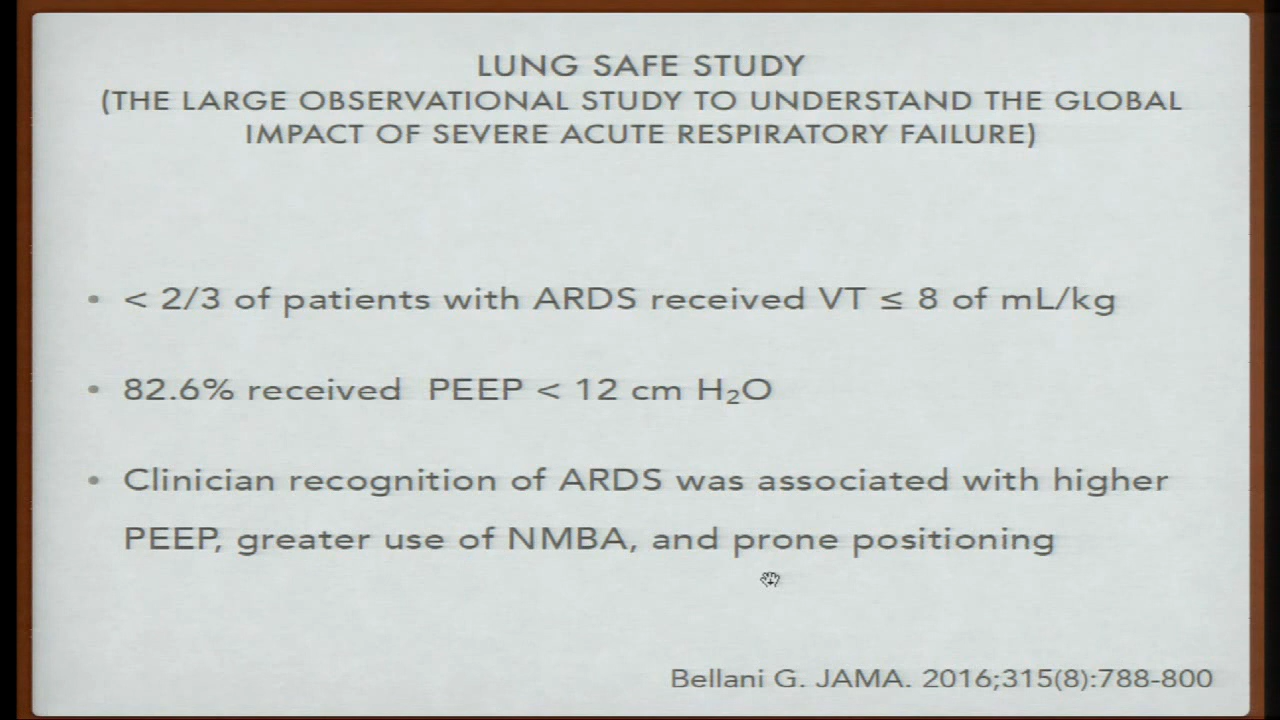 LUNG SAFE STUDY
(THE LARGE OBSERVATIONAL STUDY TO UNDERSTAND THE GLOBAL
IMPACT OF SEVERE ACUTE RESPIRATORY FAILURE)
• < 2/3 of patients with ARDS received VT ≤ 8 of mL/kg
• 82.6% received PEEP < 12 cm H₂O
• Clinician recognition of ARDS was associated with higher
PEEP, greater use of NMBA, and prone positioning
Bellani G. JAMA. 2016;315(8):788-800